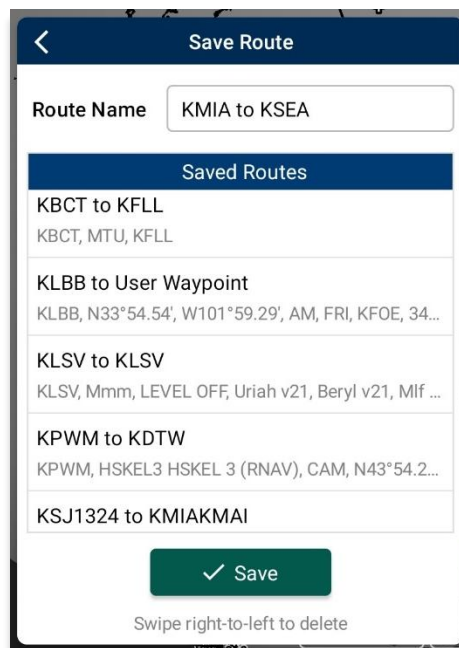 Save Route
Route Name KMIA to KSEA
Saved Routes
KBCT to KFLL
KBCT, MTU, KFLL
KLBB to User Waypoint
KLBB, N33°54.54', W101°59.29', AM, FRI, KFOE, 34...
KLSV to KLSV
KLSV, Mmm, LEVEL OFF, Uriah v21, Beryl v21, Mlf ...
KPWM to KDTW
KPWM, HSKEL3 HSKEL 3 (RNAV), CAM, N43°54.2...
KSJ1324 to KMIAKMAI
Save
Swipe right-to-left to delete